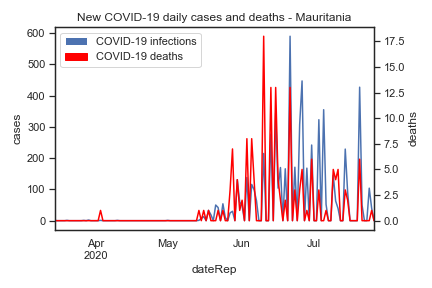 New COVID-19 daily cases and deaths - Mauritania
COVID-19 infections
COVID-19 deaths
600
500
400
300
200
100
0
cases
17.5
15.0
12.5
10.0
7.5
5.0
2.5
0.0
deaths
Apr
2020
May
Jun
Jul
dateRep